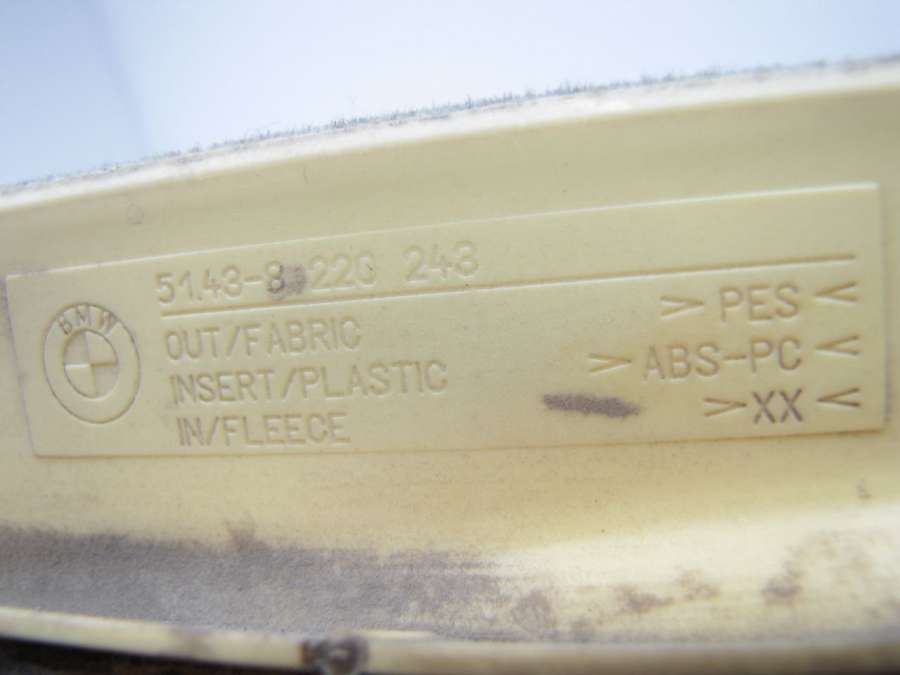 BMW
51.43-8 220 243
OUT/FABRIC >PES<
INSERT/PLASTIC >ABS-PC<
IN/FLEECE >XX<